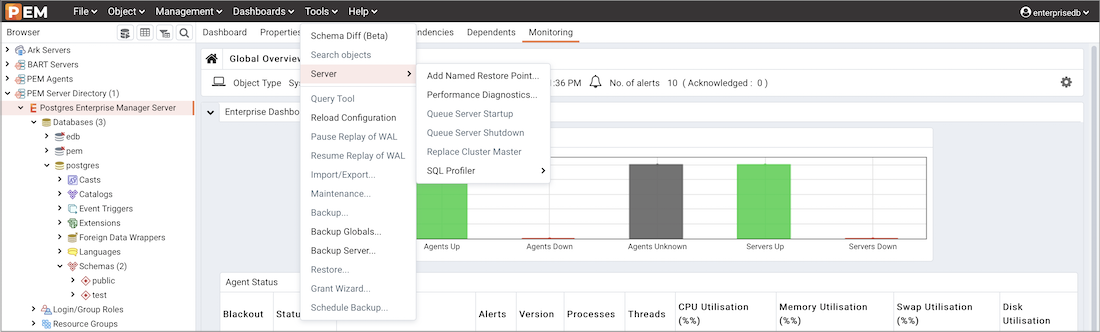 PEM File Object Management Dashboards Tools Help enterprisedb
Browser
Dashboard Properties endencies Dependents Monitoring
Ark Servers
BART Servers
PEM Agents
PEM Server Directory (1)
Postgres Enterprise Manager Server
Databases (3)
edb
pem
postgres
Casts
Catalogs
Event Triggers
Extensions
Foreign Data Wrappers
Languages
Schemas (2)
public
test
Login/Group Roles
Resource Groups
Schema Diff (Beta)
Search objects
Server
Query Tool
Reload Configuration
Pause Replay of WAL
Resume Replay of WAL
Import/Export...
Maintenance...
Backup...
Backup Globals...
Backup Server...
Restore...
Grant Wizard...
Schedule Backup...
Add Named Restore Point...
Performance Diagnostics...
Queue Server Startup
Queue Server Shutdown
Replace Cluster Master
SQL Profiler
Global Overview
Object Type Sys 1:36 PM No. of alerts 10 ( Acknowledged : 0 )
Enterprise Dashbo
Agents Up Agents Down Agents Unknown Servers Up Servers Down
Agent Status
Blackout Status Alerts Version Processes Threads CPU Utilisation (%%) Memory Utilisation (%%) Swap Utilisation (%%) Disk Utilisation